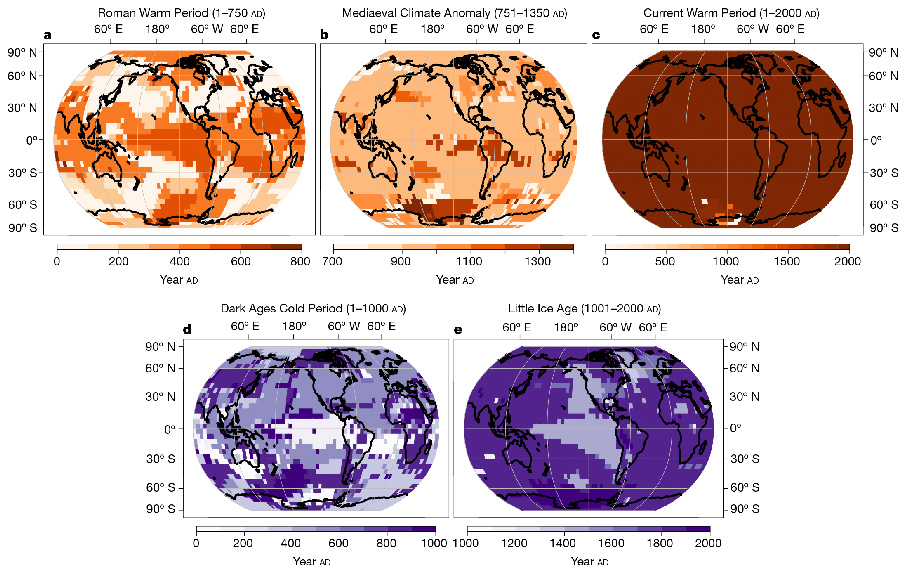 Roman Warm Period (1–750 AD)
Mediaeval Climate Anomaly (751–1350 AD)
Current Warm Period (1–2000 AD)
60° E 180° 60° W 60° E
60° E 180° 60° W 60° E
60° E 180° 60° W 60° E
a
b
c
90° N
60° N
30° N
0°
30° S
60° S
90° S
90° N
60° N
30° N
0°
30° S
60° S
90° S
0 200 400 600 800
700 900 1100 1300
0 500 1000 1500 2000
Year AD
Year AD
Year AD
Dark Ages Cold Period (1–1000 AD)
Little Ice Age (1001–2000 AD)
60° E 180° 60° W 60° E
60° E 180° 60° W 60° E
d
e
90° N
60° N
30° N
0°
30° S
60° S
90° S
90° N
60° N
30° N
0°
30° S
60° S
90° S
0 200 400 600 800 1000
1000 1200 1400 1600 1800 2000
Year AD
Year AD